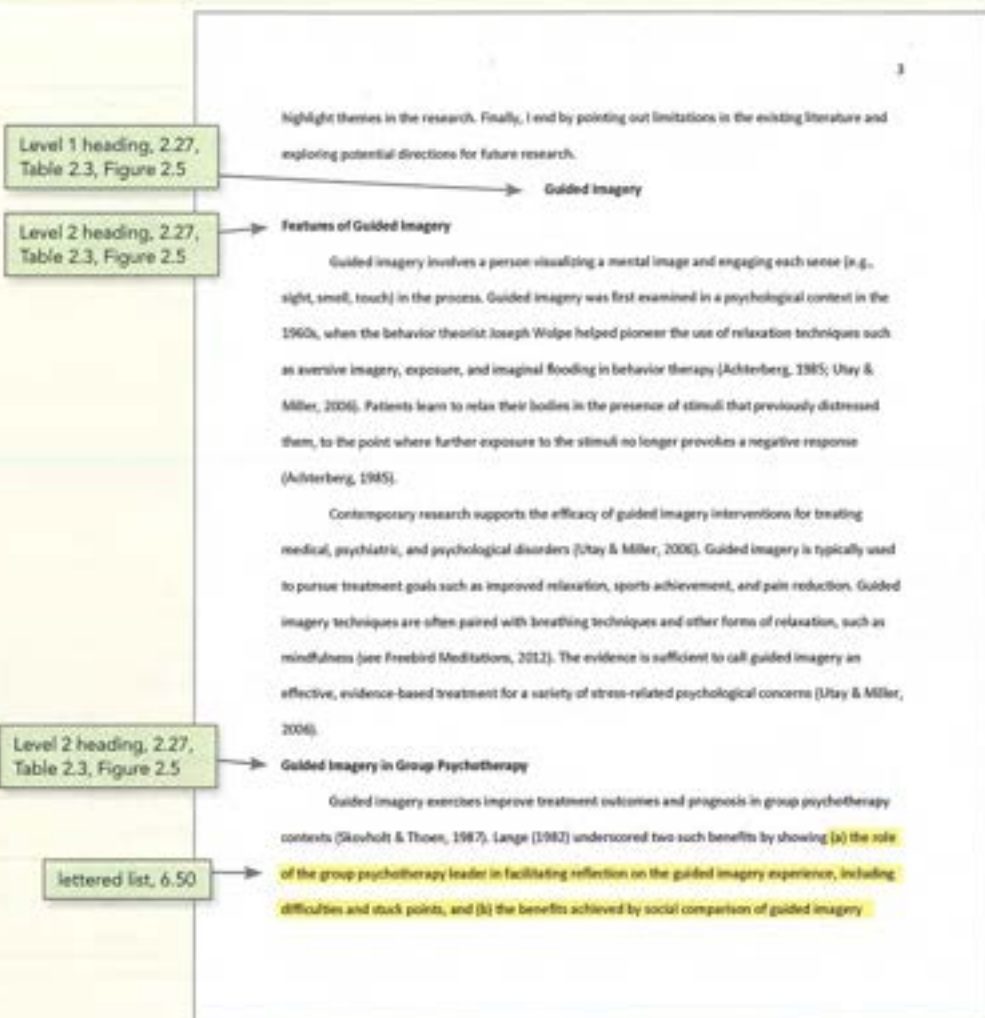 3
highlight themes in the research. Finally, I end by pointing out limitations in the existing literature and
exploring potential directions for future research.
Level 1 heading, 2.27,
Table 2.3, Figure 2.5
Guided Imagery
Level 2 heading, 2.27,
Table 2.3, Figure 2.5
Features of Guided Imagery
Guided imagery involves a person visualizing a mental image and engaging each sense (e.g.,
sight, smell, touch) in the process. Guided imagery was first examined in a psychological context in the
1960s, when the behavior theorist Joseph Wolpe helped pioneer the use of relaxation techniques such
as aversive imagery, exposure, and imaginal flooding in behavior therapy (Achterberg, 1985; Utay &
Miller, 2006). Patients learn to relax their bodies in the presence of stimuli that previously distressed
them, to the point where further exposure to the stimuli no longer provokes a negative response
(Achterberg, 1985).
Contemporary research supports the efficacy of guided imagery interventions for treating
medical, psychiatric, and psychological disorders (Utay & Miller, 2006). Guided imagery is typically used
to pursue treatment goals such as improved relaxation, sports achievement, and pain reduction. Guided
imagery techniques are often paired with breathing techniques and other forms of relaxation, such as
mindfulness (see Freebird Meditations, 2012). The evidence is sufficient to call guided imagery an
effective, evidence-based treatment for a variety of stress-related psychological concerns (Utay & Miller,
2006).
Level 2 heading, 2.27,
Table 2.3, Figure 2.5
Guided Imagery in Group Psychotherapy
Guided imagery exercises improve treatment outcomes and prognosis in group psychotherapy
contexts (Skovholt & Thoen, 1987). Lange (1982) underscored two such benefits by showing (a) the role
lettered list, 6.50
of the group psychotherapy leader in facilitating reflection on the guided imagery experience, including
difficulties and stuck points, and (b) the benefits achieved by social comparison of guided imagery